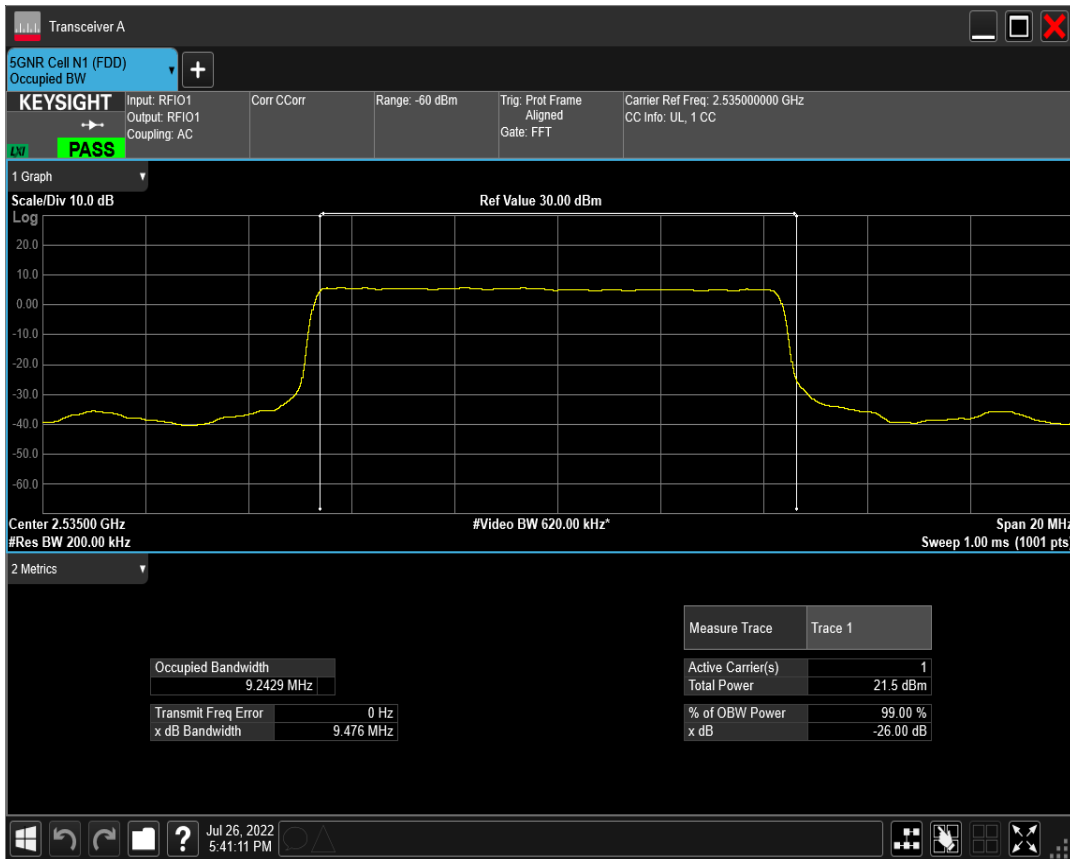 Transceiver A
5GNR Cell N1 (FDD)
Occupied BW
+
KEYSIGHT
LXI
PASS
Input: RFIO1
Output: RFIO1
Coupling: AC
Corr CCorr
Range: -60 dBm
Trig: Prot Frame
Aligned
Gate: FFT
Carrier Ref Freq: 2.535000000 GHz
CC Info: UL, 1 CC
1 Graph
Scale/Div 10.0 dB
Ref Value 30.00 dBm
Log
20.0
10.0
0.00
-10.0
-20.0
-30.0
-40.0
-50.0
-60.0
Center 2.53500 GHz
#Video BW 620.00 kHz*
Span 20 MHz
#Res BW 200.00 kHz
Sweep 1.00 ms (1001 pts)
2 Metrics
Measure Trace Trace 1
Occupied Bandwidth
9.2429 MHz
Active Carrier(s) 1
Total Power 21.5 dBm
Transmit Freq Error 0 Hz
x dB Bandwidth 9.476 MHz
% of OBW Power 99.00 %
x dB -26.00 dB
?
Jul 26, 2022
5:41:11 PM